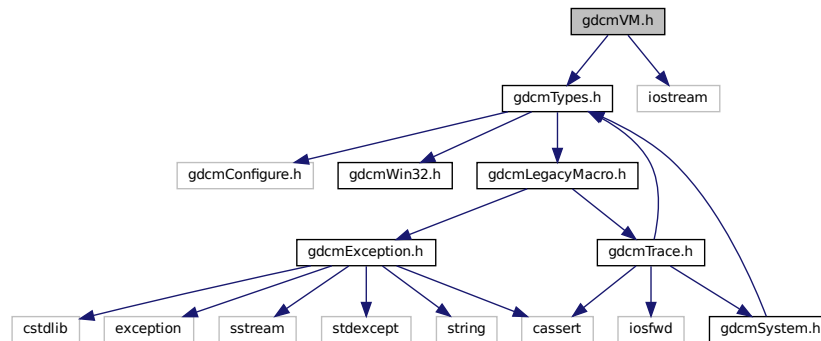 gdcmVM.h
gdcmTypes.h
iostream
gdcmConfigure.h
gdcmWin32.h
gdcmLegacyMacro.h
gdcmException.h
gdcmTrace.h
cstdlib
exception
sstream
stdexcept
string
cassert
iosfwd
gdcmSystem.h